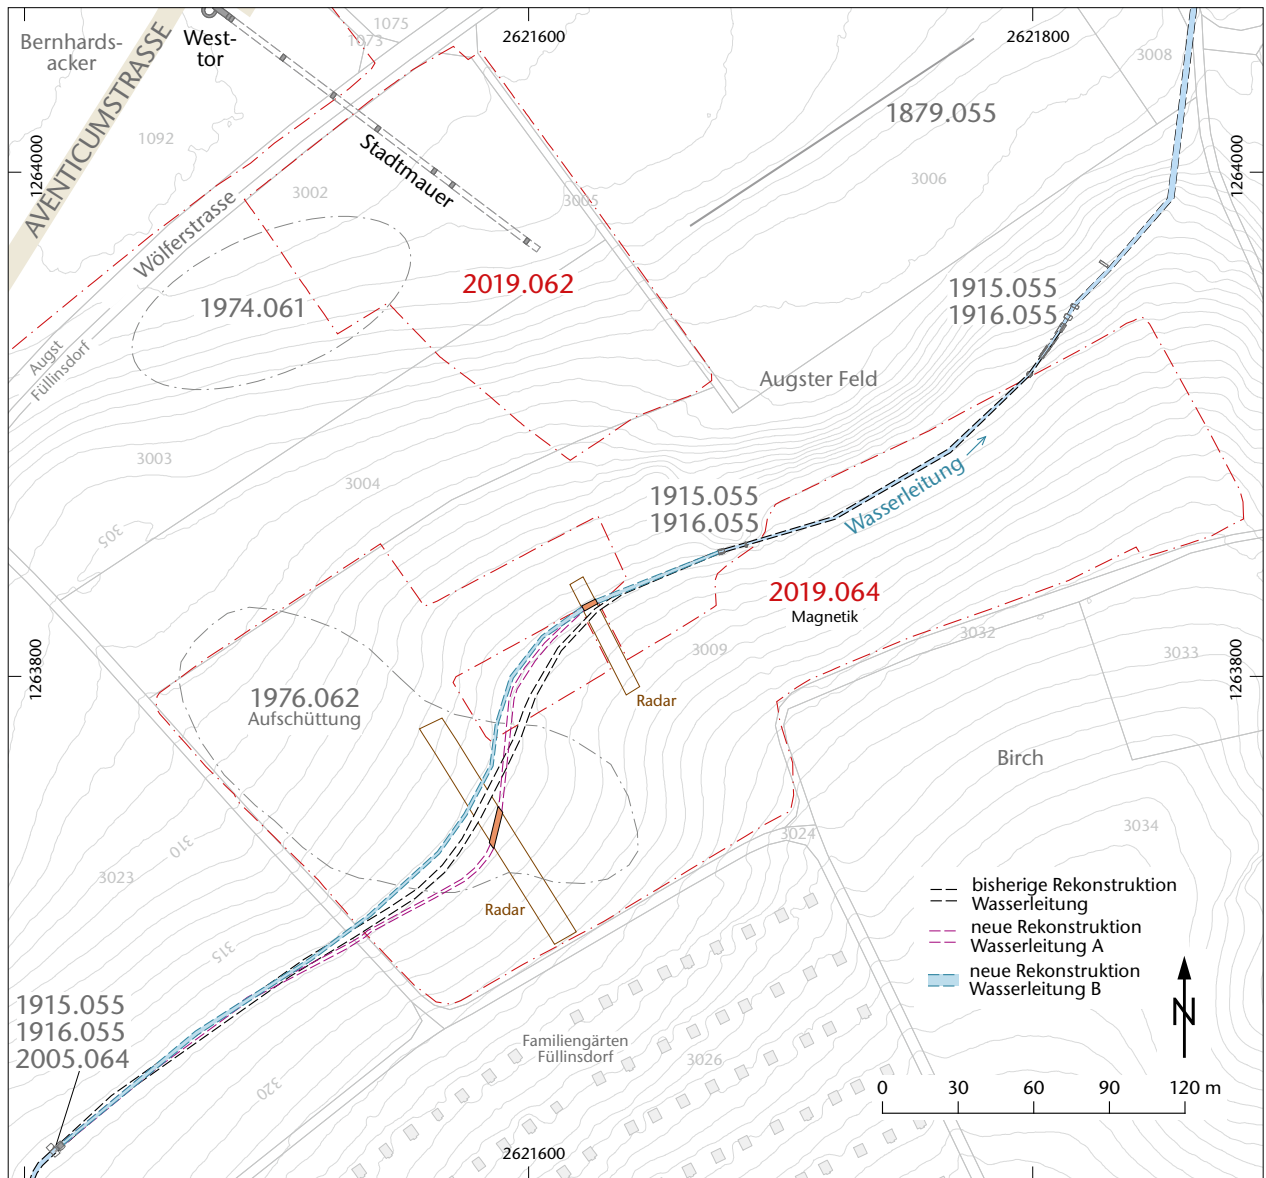 1075
1073
2621600
2621800
Bernhards-
acker
West-
tor
3008
AVENTICUMSTRASSE
1879.055
1092
Stadtmauer
1264000
1264000
3002
3005
3006
Wölferstrasse
2019.062
1974.061
1915.055
1916.055
Augst
Füllinsdorf
Augster Feld
3003
3004
1915.055
1916.055
Wasserleitung
305
2019.064
Magnetik
3032
3009
3033
1263800
1263800
1976.062
Aufschüttung
Radar
Birch
3024
3034
310
3023
bisherige Rekonstruktion
Wasserleitung
neue Rekonstruktion
Wasserleitung A
neue Rekonstruktion
Wasserleitung B
Radar
315
1915.055
1916.055
2005.064
N
Familiengärten
Füllinsdorf
3026
320
0 30 60 90 120 m
2621600